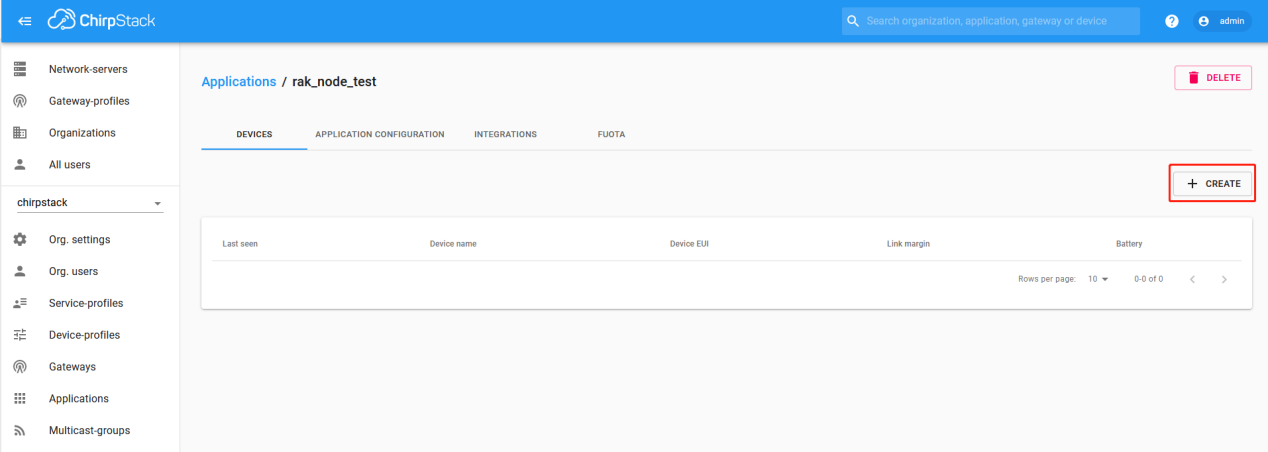 ChirpStack
Search organization, application, gateway or device
?
admin
Network-servers
Gateway-profiles
Organizations
All users
chirpstack
Org. settings
Org. users
Service-profiles
Device-profiles
Gateways
Applications
Multicast-groups
Applications / rak_node_test
DELETE
DEVICES APPLICATION CONFIGURATION INTEGRATIONS FUOTA
+ CREATE
Last seen Device name Device EUI Link margin Battery
Rows per page: 10 0-0 of 0 < >